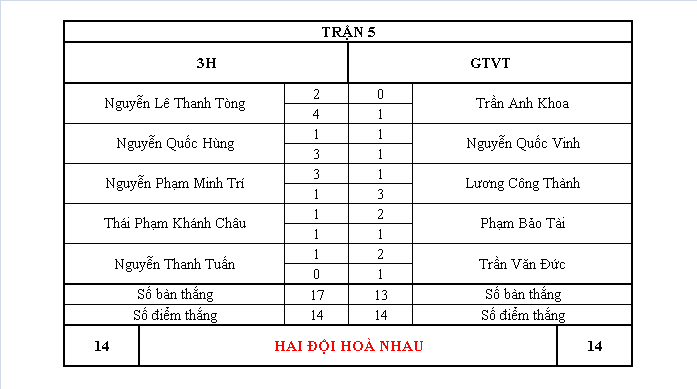 TRẬN 5
3H GTVT
Nguyễn Lê Thanh Tòng 2 0 Trần Anh Khoa
4 1
Nguyễn Quốc Hùng 1 1 Nguyễn Quốc Vinh
3 1
Nguyễn Phạm Minh Trí 3 1 Lương Công Thành
1 3
Thái Phạm Khánh Châu 1 2 Phạm Bảo Tài
1 1
Nguyễn Thanh Tuấn 1 2 Trần Văn Đức
0 1
Số bàn thắng 17 13 Số bàn thắng
Số điểm thắng 14 14 Số điểm thắng
14 HAI ĐỘI HOÀ NHAU 14